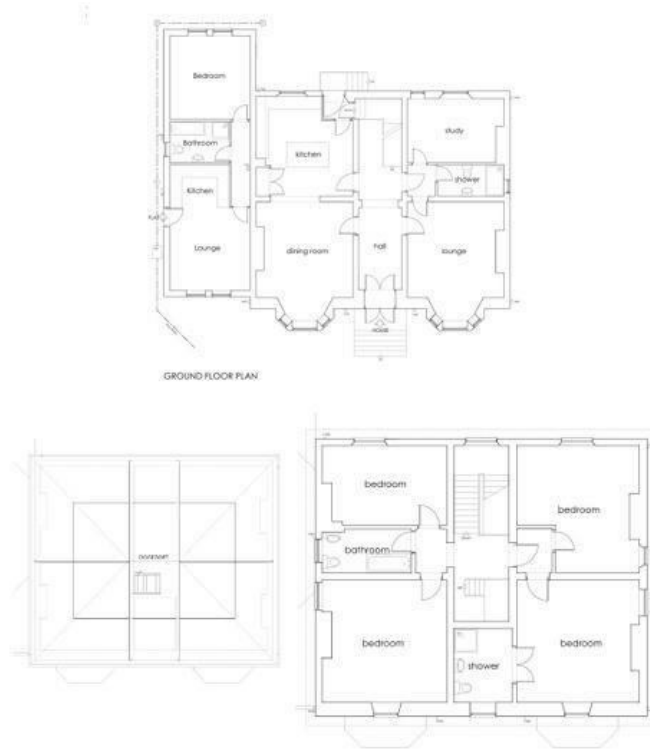 Bedroom
study
Bathroom
kitchen
shower
Kitchen
Lounge
dining room
hall
lounge
GROUND FLOOR PLAN
bedroom
bedroom
bathroom
bedroom
bedroom
shower